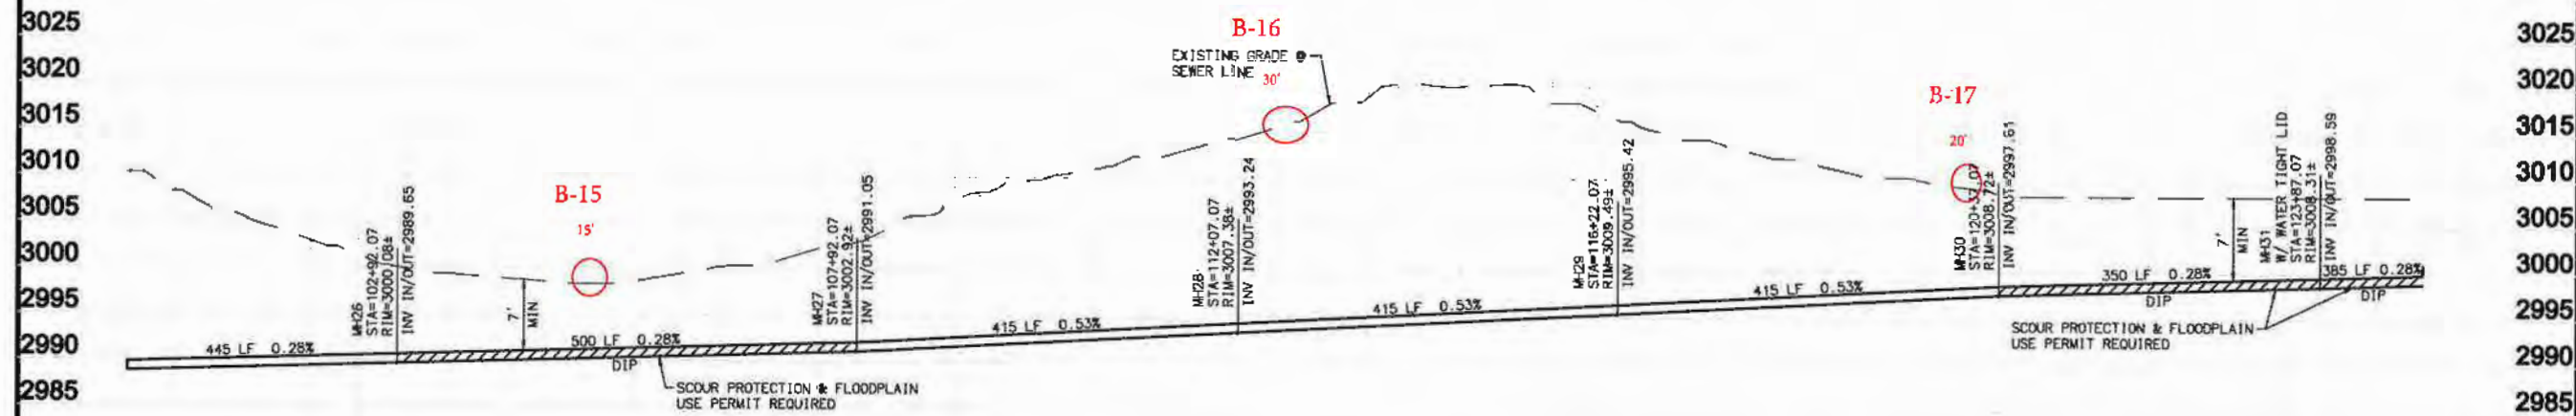 3025
3020
3015
3010
3005
3000
2995
2990
2985
B-15
15'
B-16
EXISTING GRADE @
SEWER LINE
30'
B-17
20'
MH26
STA=102+92.07
RIM=3000.08±
INV IN/OUT=2989.65
7'
MIN
MH27
STA=107+92.07
RIM=3002.92±
INV IN/OUT=2991.05
MH28
STA=112+07.07
RIM=3007.38±
INV IN/OUT=2993.24
MH29
STA=116+22.07
RIM=3009.49±
INV IN/OUT=2995.42
MH30
STA=120+37.07
RIM=3008.72±
INV IN/OUT=2997.61
7'
MIN
MH31
W/ WATER TIGHT LID
STA=123+87.07
RIM=3008.31±
INV IN/OUT=2998.59
445 LF 0.28%
500 LF 0.28%
DIP
415 LF 0.53%
415 LF 0.53%
415 LF 0.53%
350 LF 0.28%
DIP
385 LF 0.28%
DIP
SCOUR PROTECTION & FLOODPLAIN
USE PERMIT REQUIRED
SCOUR PROTECTION & FLOODPLAIN
USE PERMIT REQUIRED
3025
3020
3015
3010
3005
3000
2995
2990
2985